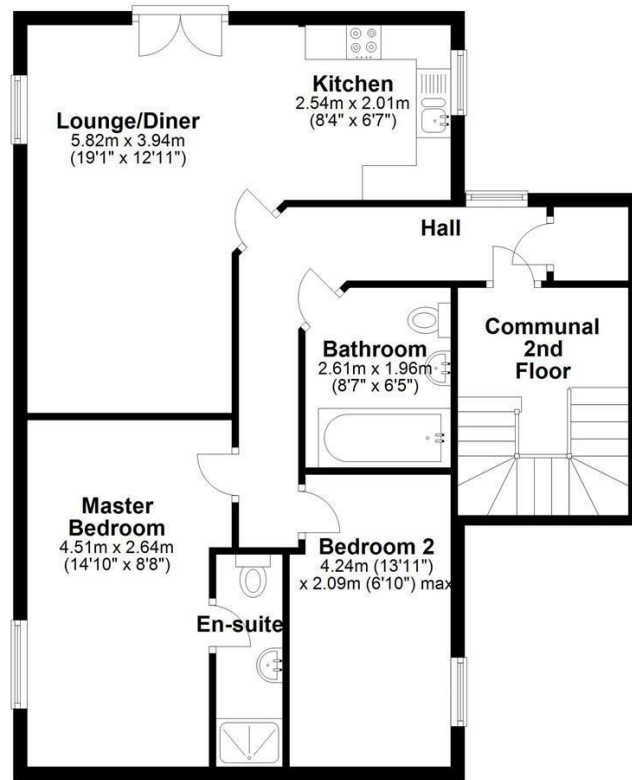 Kitchen
2.54m x 2.01m
(8'4" x 6'7")
Lounge/Diner
5.82m x 3.94m
(19'1" x 12'11")
Hall
Communal
2nd
Floor
Bathroom
2.61m x 1.96m
(8'7" x 6'5")
Master
Bedroom
4.51m x 2.64m
(14'10" x 8'8")
Bedroom 2
4.24m (13'11")
x 2.09m (6'10") max
En-suite